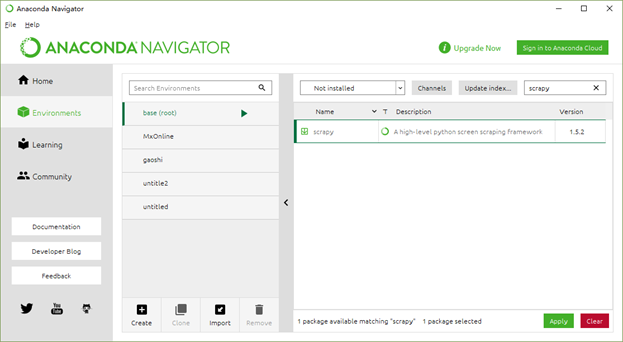 Anaconda Navigator
File Help
ANACONDA NAVIGATOR
Upgrade Now
Sign in to Anaconda Cloud
Home
Environments
Learning
Community
Documentation
Developer Blog
Feedback
You
Tube
Search Environments
base (root)
MxOnline
gaoshi
untitle2
untitled
Create
Clone
Import
Remove
Not installed
Channels
Update index...
scrapy
Name T Description Version
scrapy A high-level python screen scraping framework 1.5.2
1 package available matching "scrapy" 1 package selected
Apply
Clear